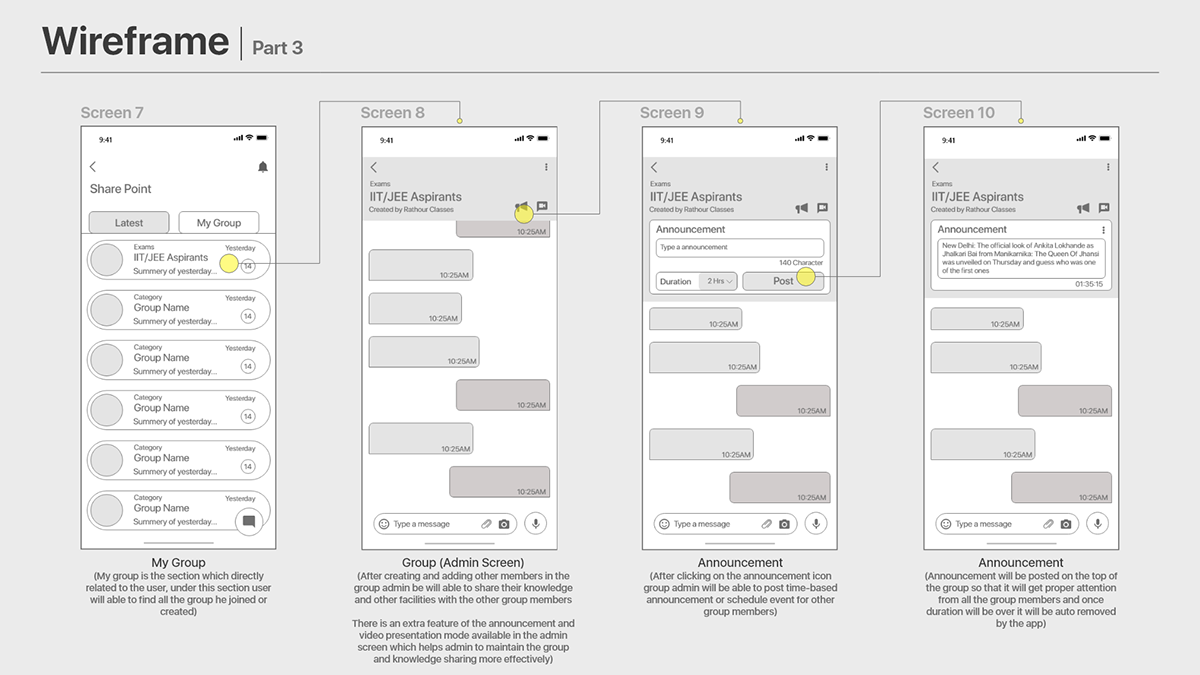 Wireframe | Part 3
Screen 7
9:41
Share Point
Latest
My Group
Exams
Yesterday
IIT/JEE Aspirants
Summery of yesterday...
14
Category
Yesterday
Group Name
Summery of yesterday...
14
Category
Yesterday
Group Name
Summery of yesterday...
14
Category
Yesterday
Group Name
Summery of yesterday...
14
Category
Yesterday
Group Name
Summery of yesterday...
14
Category
Yesterday
Group Name
Summery of yesterday...
My Group
(My group is the section which directly
related to the user, under this section user
will able to find all the group he joined or
created)
Screen 8
9:41
Exams
IIT/JEE Aspirants
Created by Rathour Classes
10:25AM
10:25AM
10:25AM
10:25AM
10:25AM
10:25AM
10:25AM
Type a message
Group (Admin Screen)
(After creating and adding other members in the
group admin be will able to share their knowledge
and other facilities with the other group members
There is an extra feature of the announcement and
video presentation mode available in the admin
screen which helps admin to maintain the group
and knowledge sharing more effectively)
Screen 9
9:41
Exams
IIT/JEE Aspirants
Created by Rathour Classes
Announcement
Type a announcement
140 Character
Duration
2 Hrs
Post
10:25AM
10:25AM
10:25AM
10:25AM
10:25AM
Type a message
Announcement
(After clicking on the announcement icon
group admin will be able to post time-based
announcement or schedule event for other
group members)
Screen 10
9:41
Exams
IIT/JEE Aspirants
Created by Rathour Classes
Announcement
New Delhi: The official look of Ankita Lokhande as
Jhalkari Bai from Manikarnika: The Queen Of Jhansi
was unveiled on Thursday and guess who was one
of the first ones
01:35:15
10:25AM
10:25AM
10:25AM
10:25AM
10:25AM
Type a message
Announcement
(Announcement will be posted on the top of
the group so that it will get proper attention
from all the group members and once
duration will be over it will be auto removed
by the app)